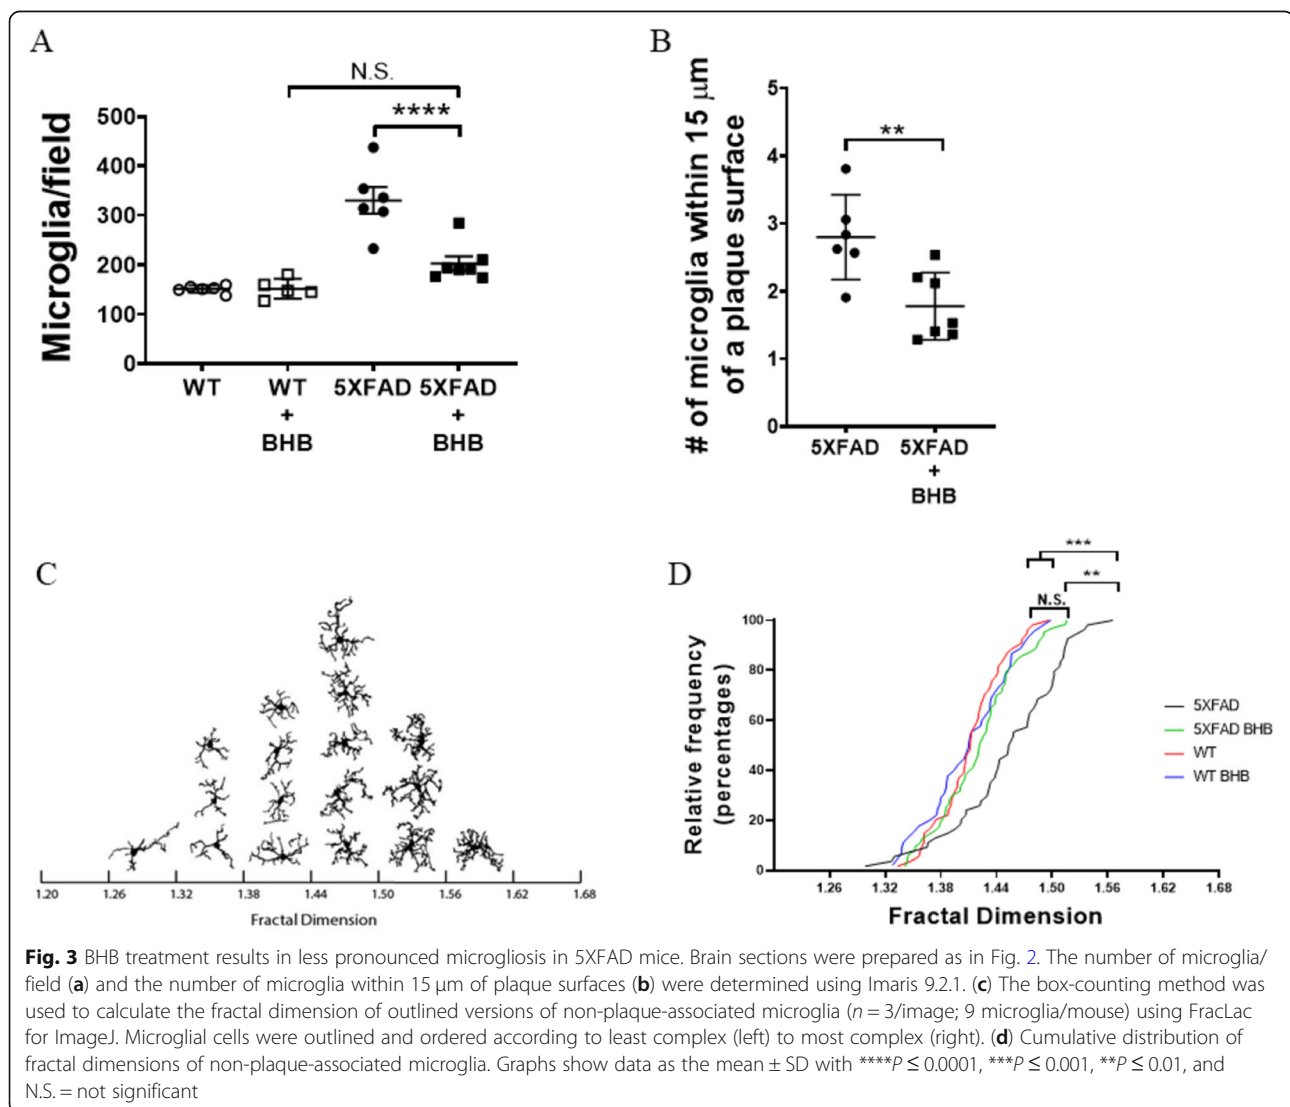 A
N.S.
****
Microglia/field
500
400
300
200
100
0
WT
WT
+
BHB
5XFAD
5XFAD
+
BHB
B
**
# of microglia within 15 μm
of a plaque surface
5
4
3
2
1
0
5XFAD
5XFAD
+
BHB
C
1.20
1.26
1.32
1.38
1.44
1.50
1.56
1.62
1.68
Fractal Dimension
D
***
**
N.S.
Relative frequency
(percentages)
100
80
60
40
20
0
1.26
1.32
1.38
1.44
1.50
1.56
1.62
1.68
Fractal Dimension
5XFAD
5XFAD BHB
WT
WT BHB
Fig. 3 BHB treatment results in less pronounced microgliosis in 5XFAD mice. Brain sections were prepared as in Fig. 2. The number of microglia/
field (a) and the number of microglia within 15 μm of plaque surfaces (b) were determined using Imaris 9.2.1. (c) The box-counting method was
used to calculate the fractal dimension of outlined versions of non-plaque-associated microglia (n = 3/image; 9 microglia/mouse) using FracLac
for ImageJ. Microglial cells were outlined and ordered according to least complex (left) to most complex (right). (d) Cumulative distribution of
fractal dimensions of non-plaque-associated microglia. Graphs show data as the mean ± SD with ****P ≤ 0.0001, ***P ≤ 0.001, **P ≤ 0.01, and
N.S. = not significant